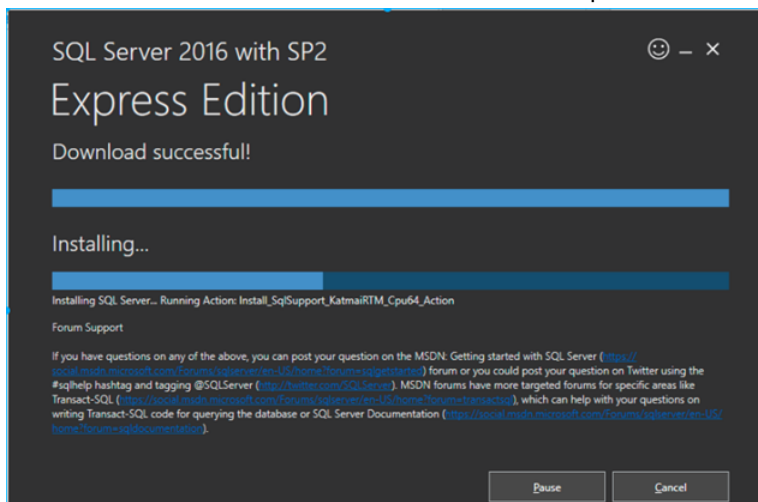 SQL Server 2016 with SP2
Express Edition
Download successful!
Installing...
Installing SQL Server... Running Action: Install_SqlSupport_KatmaiRTM_Cpu64_Action
Forum Support
If you have questions on any of the above, you can post your question on the MSDN: Getting started with SQL Server (https://
social.msdn.microsoft.com/Forums/sqlserver/en-US/home?forum=sqlgetstarted) forum or you could post your question on Twitter using the
#sqlhelp hashtag and tagging @SQLServer (http://twitter.com/SQLServer). MSDN forums have more targeted forums for specific areas like
Transact-SQL (https://social.msdn.microsoft.com/Forums/sqlserver/en-US/home?forum=transactsql), which can help with your questions on
writing Transact-SQL code for querying the database or SQL Server Documentation (https://social.msdn.microsoft.com/Forums/sqlserver/en-US/
home?forum=sqldocumentation).
Pause
Cancel